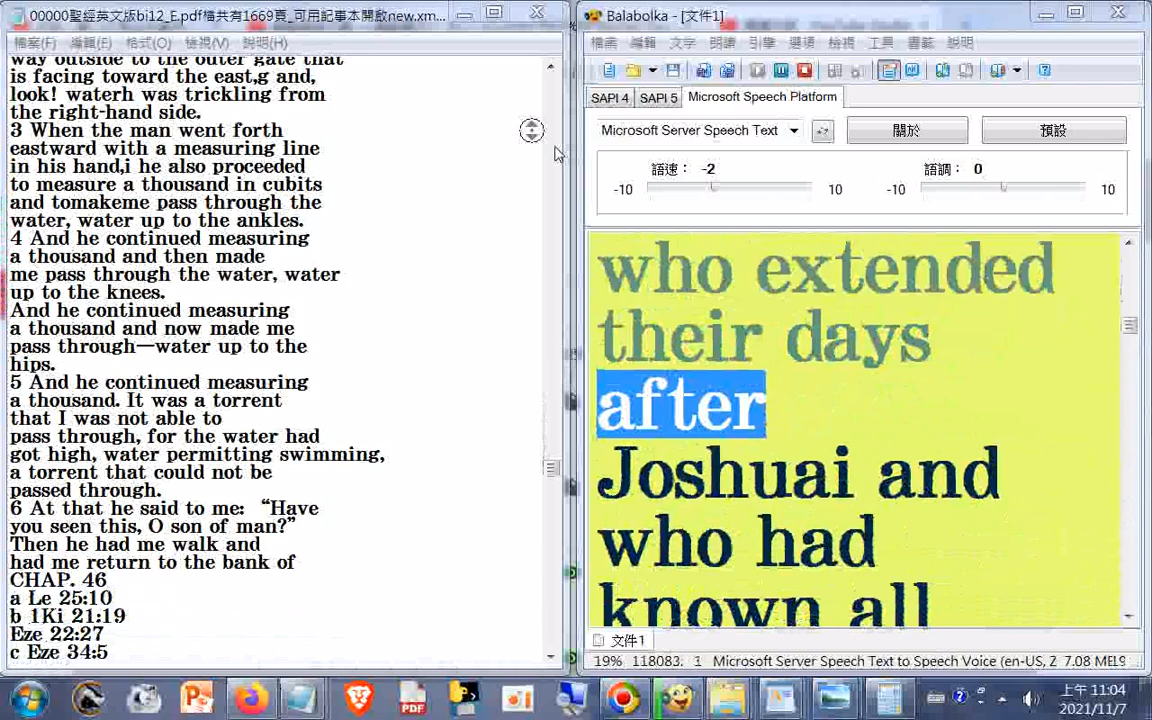 00000聖經英文版bi12_E.pdf檔共有1669頁_可用記事本開啟new.xm...
檔案(F) 編輯(E) 格式(O) 檢視(V) 說明(H)
way outside to the outer gate that
is facing toward the east,g and,
look! waterh was trickling from
the right-hand side.
3 When the man went forth
eastward with a measuring line
in his hand,i he also proceeded
to measure a thousand in cubits
and tomakeme pass through the
water, water up to the ankles.
4 And he continued measuring
a thousand and then made
me pass through the water, water
up to the knees.
And he continued measuring
a thousand and now made me
pass through—water up to the
hips.
5 And he continued measuring
a thousand. It was a torrent
that I was not able to
pass through, for the water had
got high, water permitting swimming,
a torrent that could not be
passed through.
6 At that he said to me: “Have
you seen this, O son of man?”
Then he had me walk and
had me return to the bank of
CHAP. 46
a Le 25:10
b 1Ki 21:19
Eze 22:27
c Eze 34:5
Balabolka - [文件1]
檔案 編輯 文字 朗讀 引擎 選項 檢視 工具 書籤 說明
SAPI 4 SAPI 5 Microsoft Speech Platform
Microsoft Server Speech Text 關於 預設
語速: -2 語調: 0
-10 10 -10 10
who extended
their days
after
Joshuai and
who had
known all
文件1
19% 118083. 1 Microsoft Server Speech Text to Speech Voice (en-US, 2 7.08 MB
上午 11:04
2021/11/7